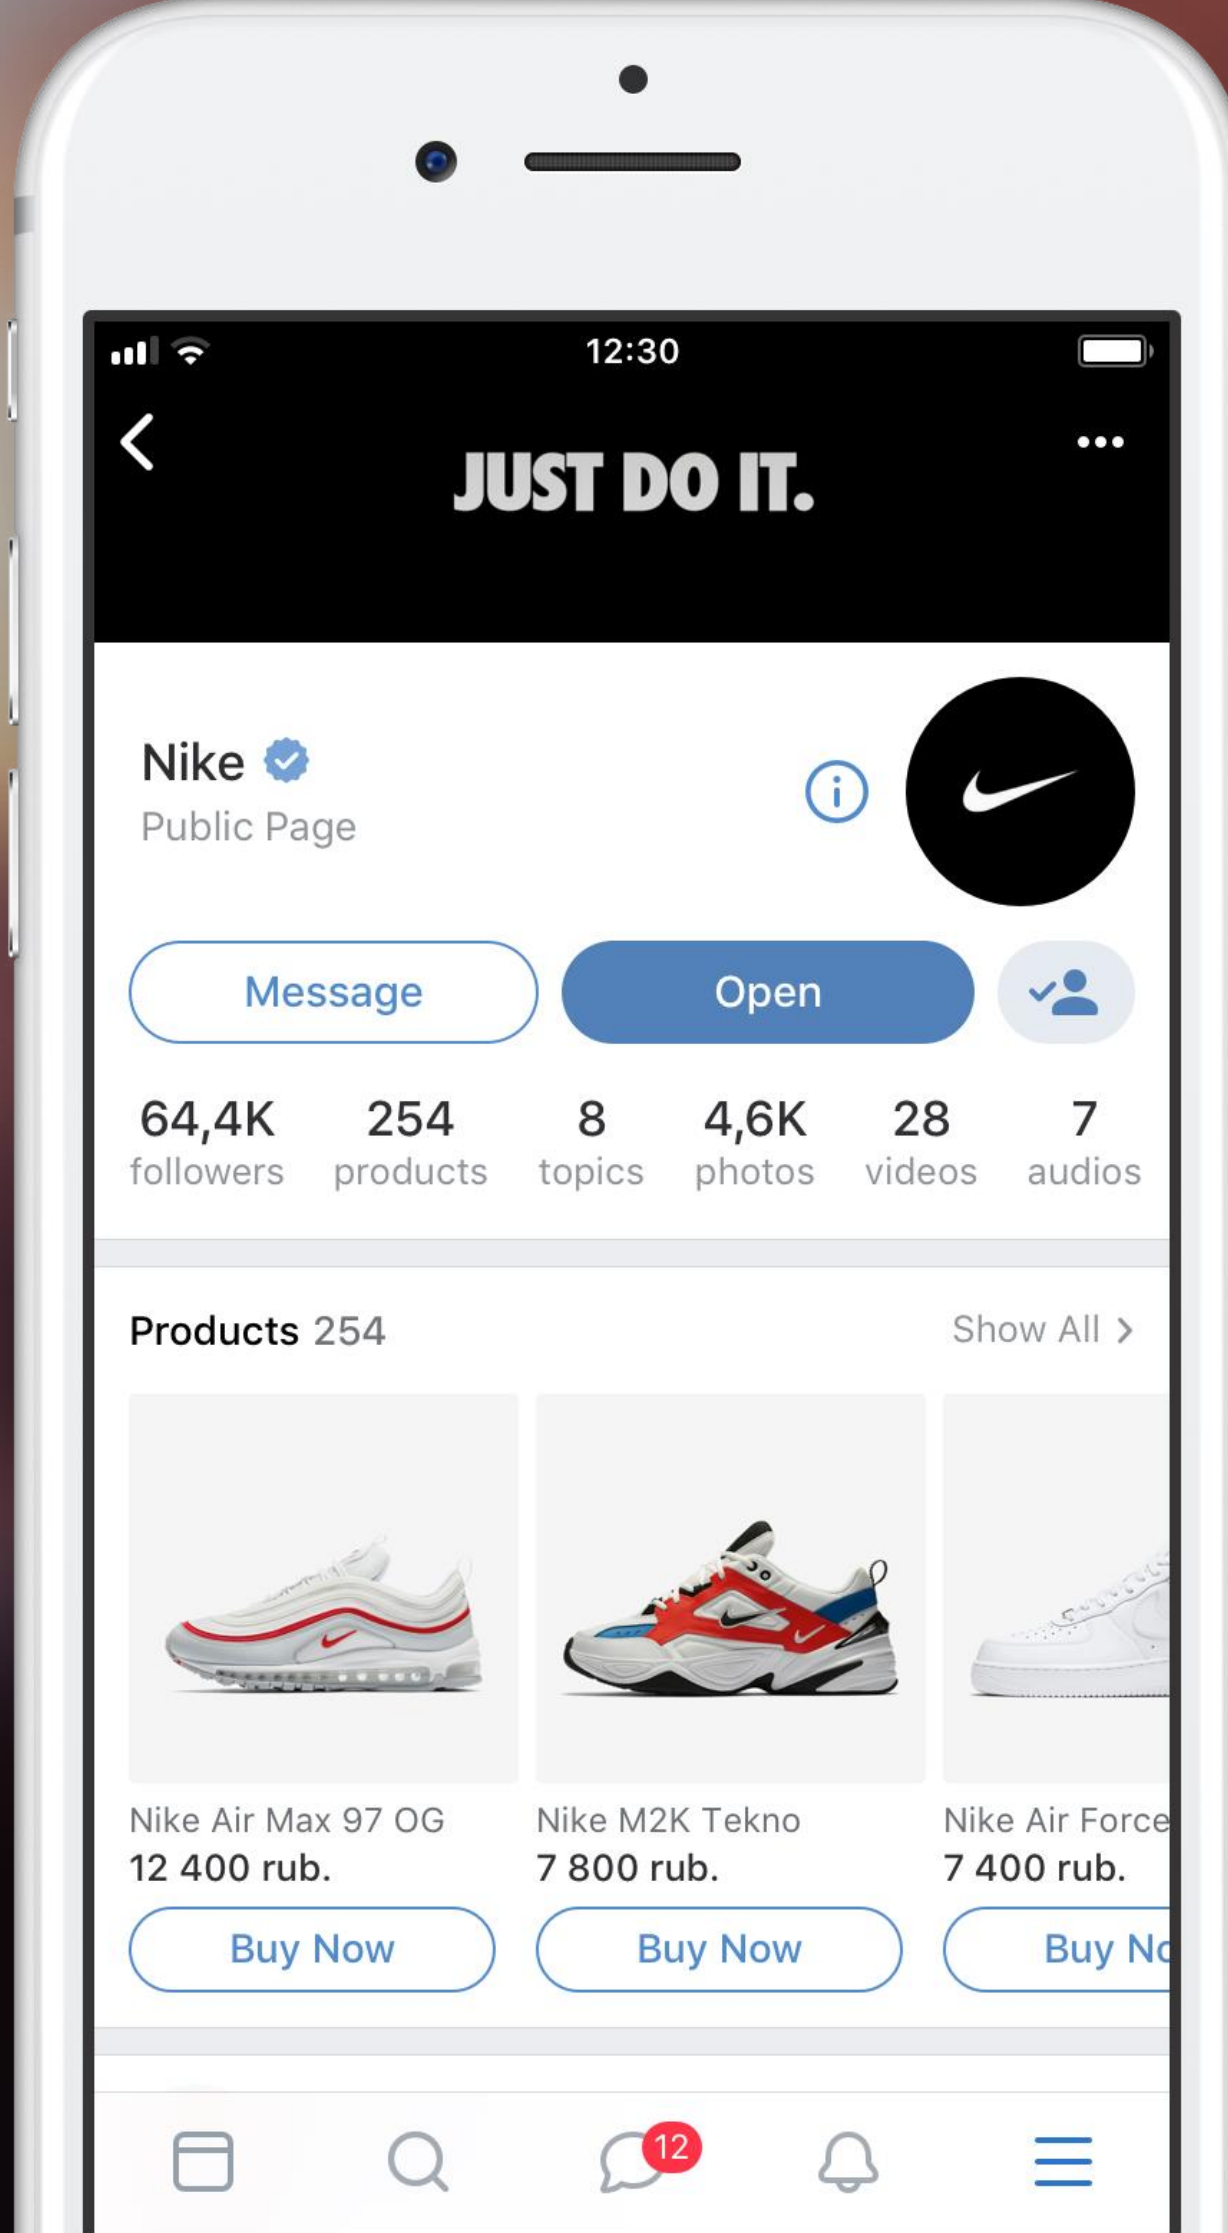 12:30
JUST DO IT.
Nike
Public Page
Message
Open
64,4K 254 8 4,6K 28 7
followers products topics photos videos audios
Products 254
Show All
Nike Air Max 97 OG
12 400 rub.
Buy Now
Nike M2K Tekno
7 800 rub.
Buy Now
Nike Air Force
7 400 rub.
Buy
12